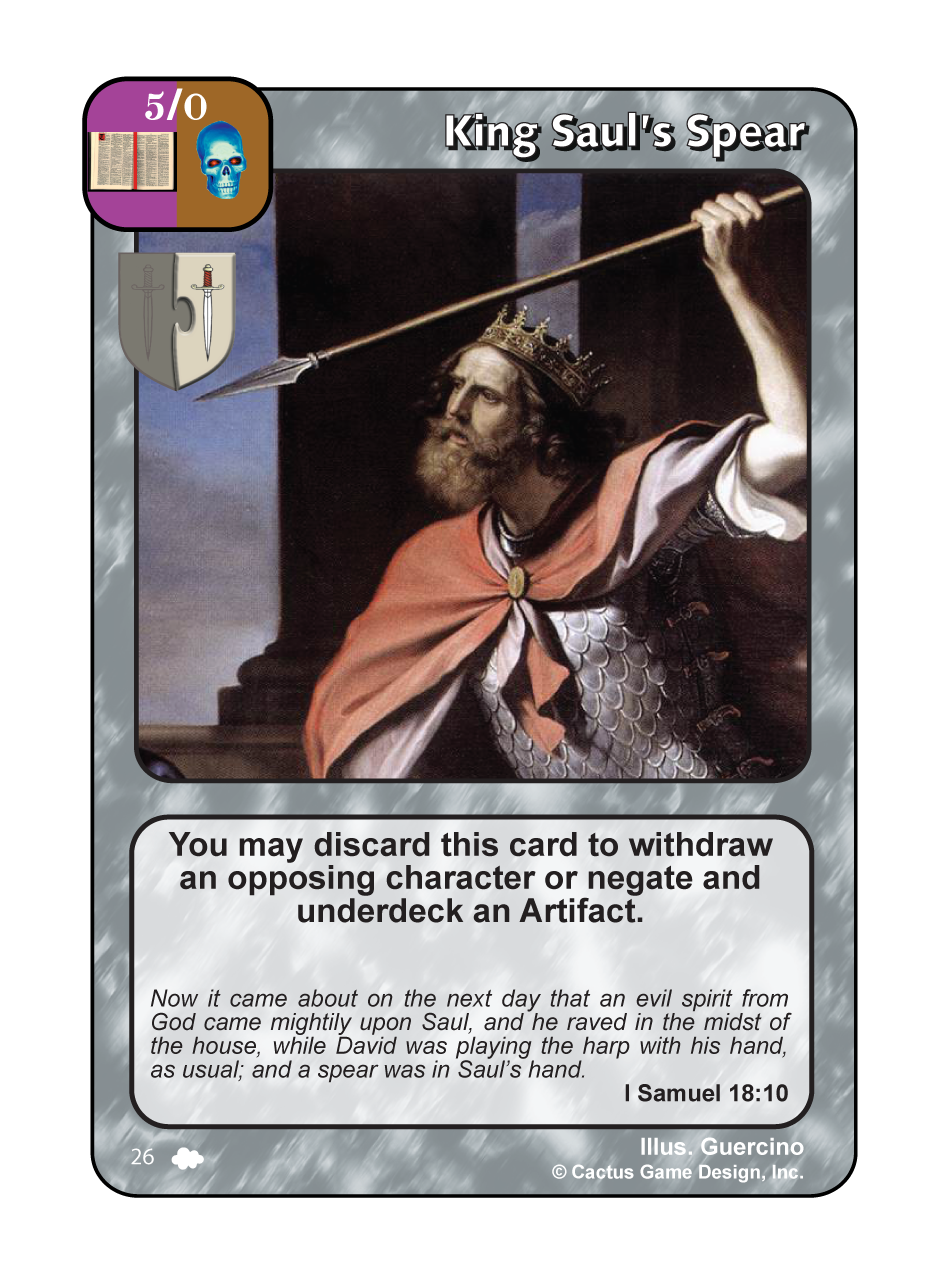 5/0
King Saul's Spear
You may discard this card to withdraw
an opposing character or negate and
underdeck an Artifact.
Now it came about on the next day that an evil spirit from
God came mightily upon Saul, and he raved in the midst of
the house, while David was playing the harp with his hand,
as usual; and a spear was in Saul’s hand.
I Samuel 18:10
26
Illus. Guercino
© Cactus Game Design, Inc.